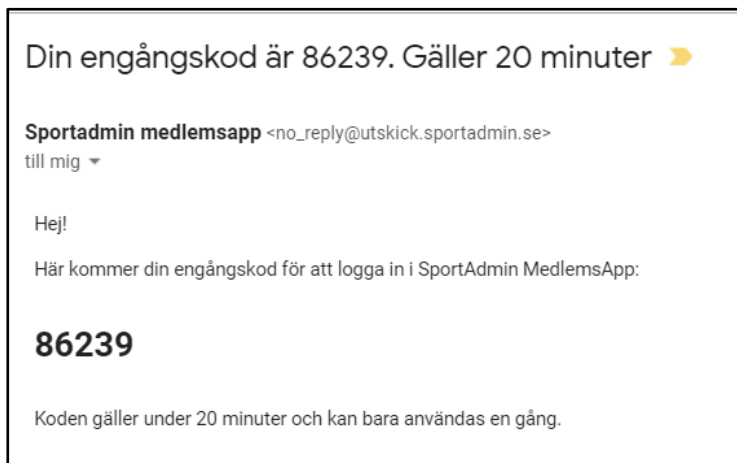 Din engångskod är 86239. Gäller 20 minuter
Sportadmin medlemsapp <no_reply@utskick.sportadmin.se>
till mig
Hej!
Här kommer din engångskod för att logga in i SportAdmin MedlemsApp:
86239
Koden gäller under 20 minuter och kan bara användas en gång.